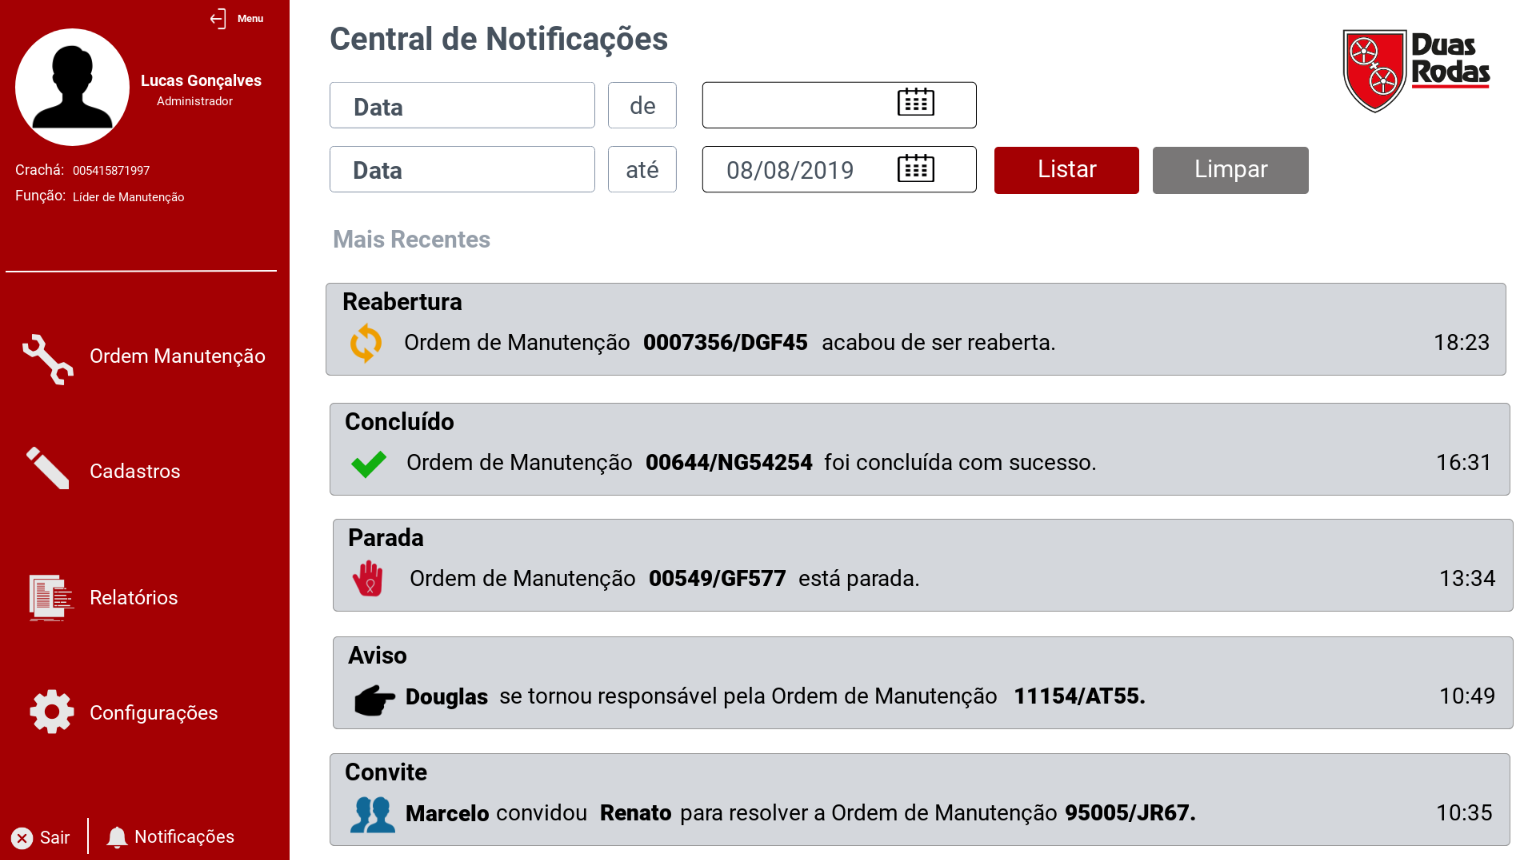 Menu
Lucas Gonçalves
Administrador
Crachá: 005415871997
Função: Líder de Manutenção
Ordem Manutenção
Cadastros
Relatórios
Configurações
Sair
Notificações
Central de Notificações
Duas
Rodas
Data de
Data até 08/08/2019 Listar Limpar
Mais Recentes
Reabertura
Ordem de Manutenção 0007356/DGF45 acabou de ser reaberta. 18:23
Concluído
Ordem de Manutenção 00644/NG54254 foi concluída com sucesso. 16:31
Parada
Ordem de Manutenção 00549/GF577 está parada. 13:34
Aviso
Douglas se tornou responsável pela Ordem de Manutenção 11154/AT55. 10:49
Convite
Marcelo convidou Renato para resolver a Ordem de Manutenção 95005/JR67. 10:35